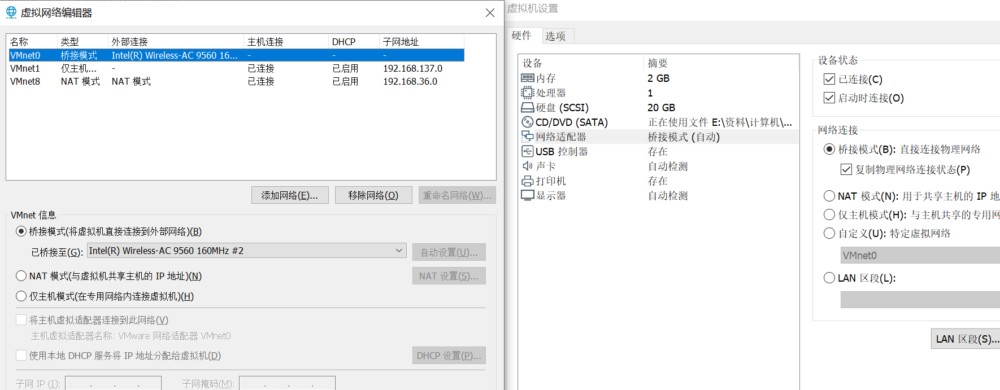 虚拟网络编辑器
名称 类型 外部连接 主机连接 DHCP 子网地址
VMnet0 桥接模式 Intel(R) Wireless-AC 9560 16... - - -
VMnet1 仅主机... - 已连接 已启用 192.168.137.0
VMnet8 NAT 模式 NAT 模式 已连接 已启用 192.168.36.0
添加网络(E)... 移除网络(O) 重命名网络(W)...
VMnet 信息
桥接模式(将虚拟机直接连接到外部网络)(B)
已桥接至(G): Intel(R) Wireless-AC 9560 160MHz #2 自动设置(U)...
NAT 模式(与虚拟机共享主机的 IP 地址)(N) NAT 设置(S)...
仅主机模式(在专用网络内连接虚拟机)(H)
将主机虚拟适配器连接到此网络(V)
主机虚拟适配器名称: VMware 网络适配器 VMnet0
使用本地 DHCP 服务将 IP 地址分配给虚拟机(D) DHCP 设置(P)...
子网 IP (I): . . . 子网掩码(M): . . .
虚拟机设置
硬件 选项
设备 摘要
内存 2 GB
处理器 1
硬盘 (SCSI) 20 GB
CD/DVD (SATA) 正在使用文件 E:\资料\计算机\...
网络适配器 桥接模式 (自动)
USB 控制器 存在
声卡 自动检测
打印机 存在
显示器 自动检测
设备状态
已连接(C)
启动时连接(O)
网络连接
桥接模式(B): 直接连接物理网络
复制物理网络连接状态(P)
NAT 模式(N): 用于共享主机的 IP 地
仅主机模式(H): 与主机共享的专用网
自定义(U): 特定虚拟网络
VMnet0
LAN 区段(L):
LAN 区段(S)...